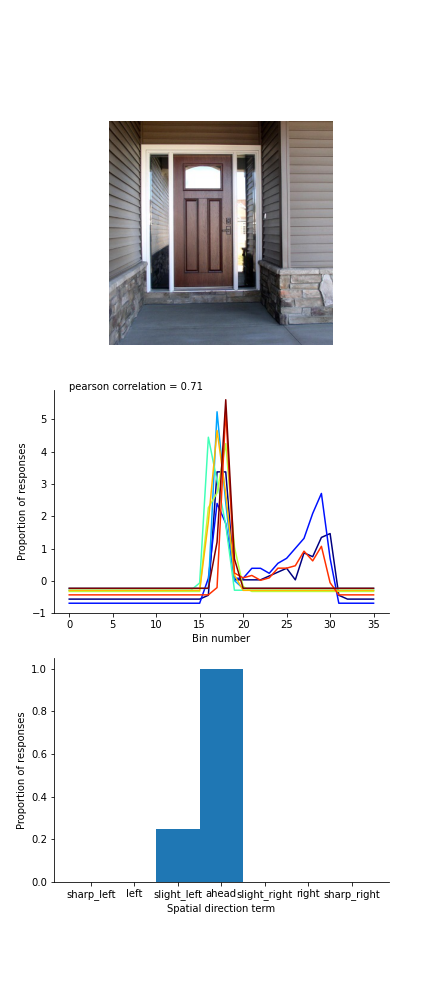 pearson correlation = 0.71
Proportion of responses
5
4
3
2
1
0
−1
0 5 10 15 20 25 30 35
Bin number
Proportion of responses
1.0
0.8
0.6
0.4
0.2
0.0
sharp_left left slight_left ahead slight_right right sharp_right
Spatial direction term